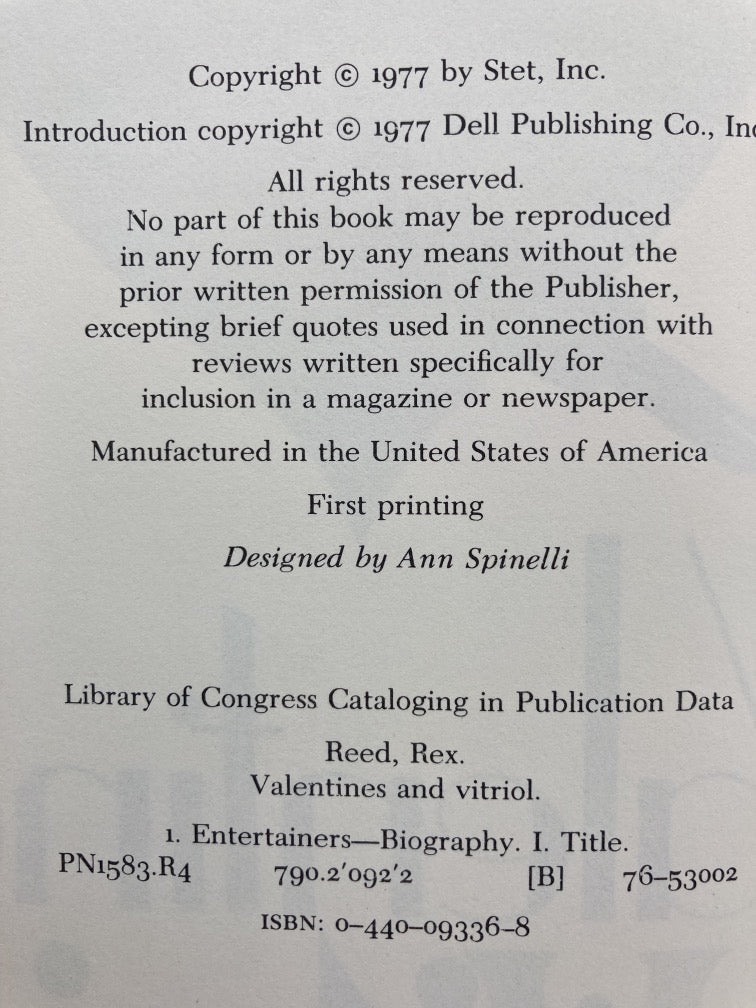 Copyright © 1977 by Stet, Inc.
Introduction copyright © 1977 Dell Publishing Co., Inc
All rights reserved.
No part of this book may be reproduced
in any form or by any means without the
prior written permission of the Publisher,
excepting brief quotes used in connection with
reviews written specifically for
inclusion in a magazine or newspaper.
Manufactured in the United States of America
First printing
Designed by Ann Spinelli
Library of Congress Cataloging in Publication Data
Reed, Rex.
Valentines and vitriol.
1. Entertainers—Biography. I. Title.
PN1583.R4 790.2′092′2 [B] 76–53002
ISBN: 0–440–09336–8